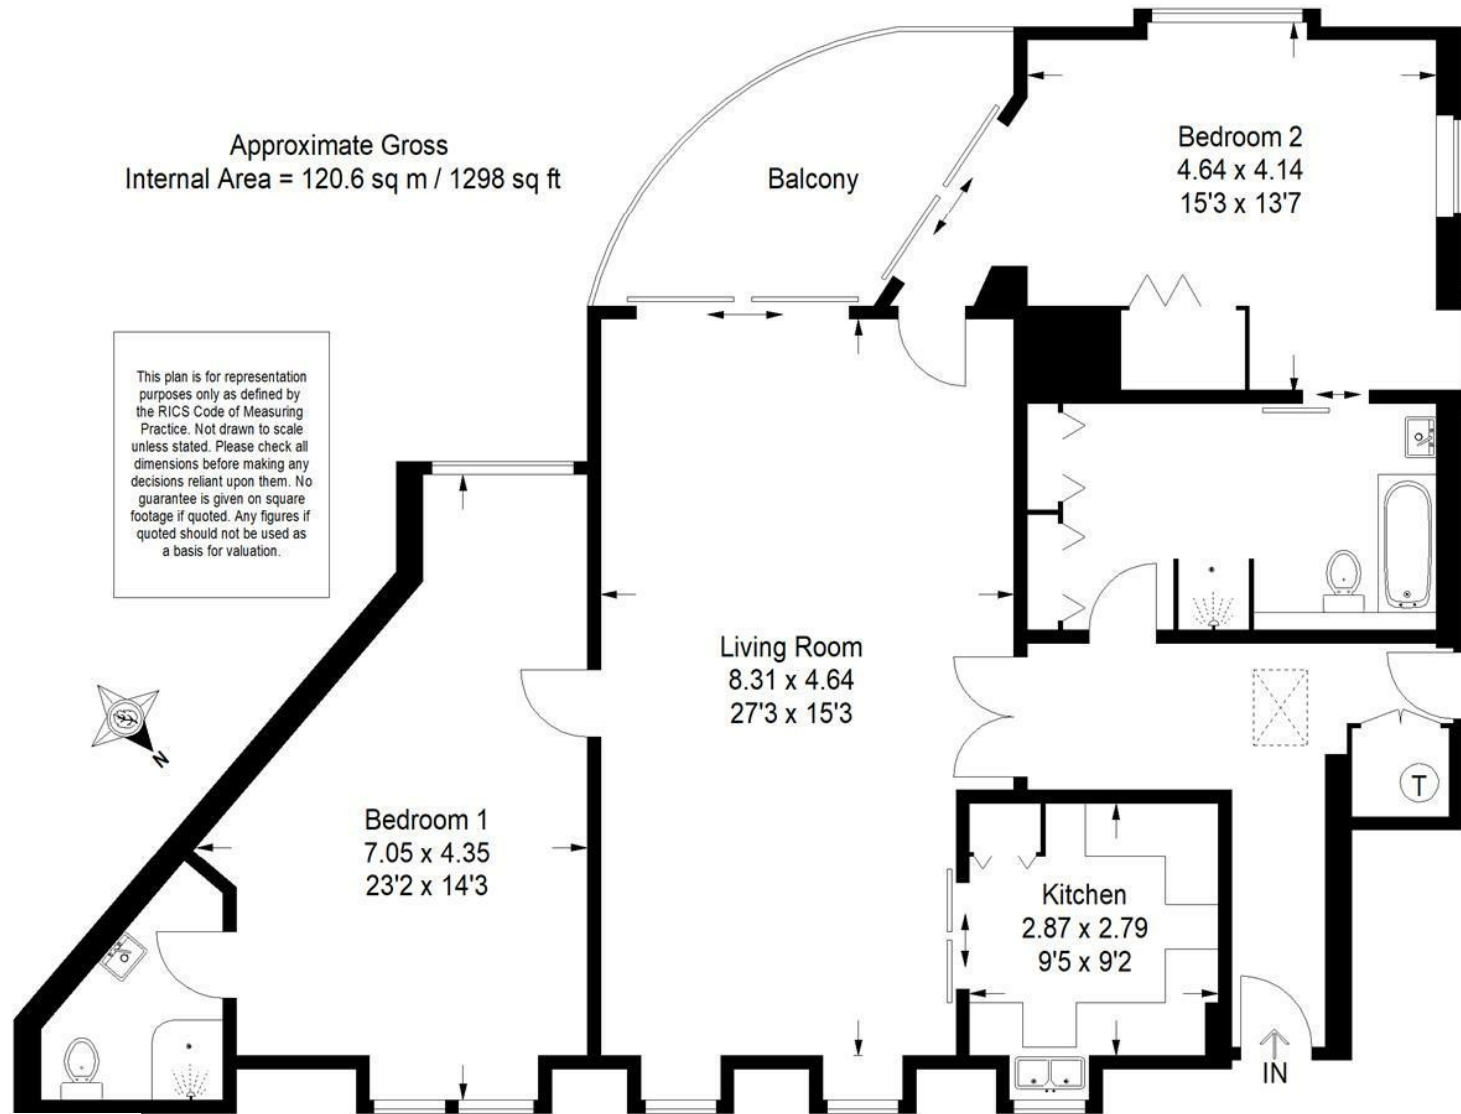 Approximate Gross
Internal Area = 120.6 sq m / 1298 sq ft
Balcony
Bedroom 2
4.64 x 4.14
15'3 x 13'7
This plan is for representation
purposes only as defined by
the RICS Code of Measuring
Practice. Not drawn to scale
unless stated. Please check all
dimensions before making any
decisions reliant upon them. No
guarantee is given on square
footage if quoted. Any figures if
quoted should not be used as
a basis for valuation.
Living Room
8.31 x 4.64
27'3 x 15'3
N
T
Bedroom 1
7.05 x 4.35
23'2 x 14'3
Kitchen
2.87 x 2.79
9'5 x 9'2
IN